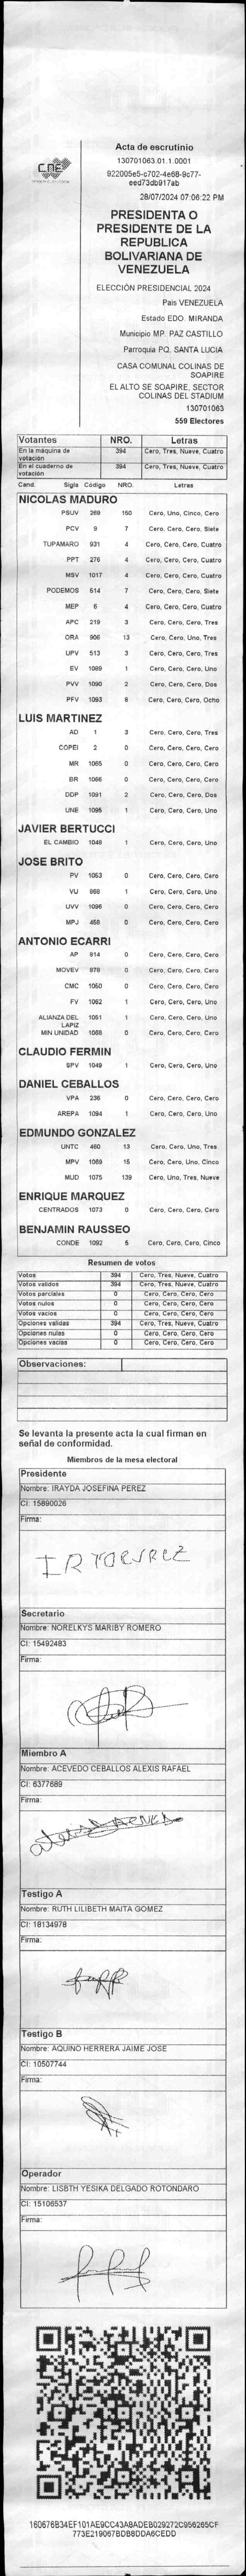 CNE
Acta de escrutinio
130701063.01.1.0001
922005e5-c702-4e68-9c77-
eed73db917ab
28/07/2024 07:06:22 PM
PRESIDENTA O
PRESIDENTE DE LA
REPUBLICA
BOLIVARIANA DE
VENEZUELA
ELECCIÓN PRESIDENCIAL 2024
Pais VENEZUELA
Estado EDO. MIRANDA
Municipio MP. PAZ CASTILLO
Parroquia PQ. SANTA LUCIA
CASA COMUNAL COLINAS DE
SOAPIRE
EL ALTO SE SOAPIRE, SECTOR
COLINAS DEL STADIUM
130701063
559 Electores
Votantes NRO. Letras
En la máquina de votación 394 Cero, Tres, Nueve, Cuatro
En el cuaderno de votación 394 Cero, Tres, Nueve, Cuatro
Cand. Sigla Código NRO. Letras
NICOLAS MADURO
PSUV 269 150 Cero, Uno, Cinco, Cero
PCV 9 7 Cero, Cero, Cero, Siete
TUPAMARO 931 4 Cero, Cero, Cero, Cuatro
PPT 276 4 Cero, Cero, Cero, Cuatro
MSV 1017 4 Cero, Cero, Cero, Cuatro
PODEMOS 514 7 Cero, Cero, Cero, Siete
MEP 6 4 Cero, Cero, Cero, Cuatro
APC 219 3 Cero, Cero, Cero, Tres
ORA 906 13 Cero, Cero, Uno, Tres
UPV 513 3 Cero, Cero, Cero, Tres
EV 1089 1 Cero, Cero, Cero, Uno
PVV 1090 2 Cero, Cero, Cero, Dos
PFV 1093 8 Cero, Cero, Cero, Ocho
LUIS MARTINEZ
AD 1 3 Cero, Cero, Cero, Tres
COPEI 2 0 Cero, Cero, Cero, Cero
MR 1065 0 Cero, Cero, Cero, Cero
BR 1066 0 Cero, Cero, Cero, Cero
DDP 1091 2 Cero, Cero, Cero, Dos
UNE 1095 1 Cero, Cero, Cero, Uno
JAVIER BERTUCCI
EL CAMBIO 1048 1 Cero, Cero, Cero, Uno
JOSE BRITO
PV 1053 0 Cero, Cero, Cero, Cero
VU 868 1 Cero, Cero, Cero, Uno
UVV 1096 0 Cero, Cero, Cero, Cero
MPJ 458 0 Cero, Cero, Cero, Cero
ANTONIO ECARRI
AP 814 0 Cero, Cero, Cero, Cero
MOVEV 878 0 Cero, Cero, Cero, Cero
CMC 1050 0 Cero, Cero, Cero, Cero
FV 1062 1 Cero, Cero, Cero, Uno
ALIANZA DEL LAPIZ 1051 1 Cero, Cero, Cero, Uno
MIN UNIDAD 1068 0 Cero, Cero, Cero, Cero
CLAUDIO FERMIN
SPV 1049 1 Cero, Cero, Cero, Uno
DANIEL CEBALLOS
VPA 236 0 Cero, Cero, Cero, Cero
AREPA 1094 1 Cero, Cero, Cero, Uno
EDMUNDO GONZALEZ
UNTC 460 13 Cero, Cero, Uno, Tres
MPV 1069 15 Cero, Cero, Uno, Cinco
MUD 1075 139 Cero, Uno, Tres, Nueve
ENRIQUE MARQUEZ
CENTRADOS 1073 0 Cero, Cero, Cero, Cero
BENJAMIN RAUSSEO
CONDE 1092 5 Cero, Cero, Cero, Cinco
Resumen de votos
Votos 394 Cero, Tres, Nueve, Cuatro
Votos validos 394 Cero, Tres, Nueve, Cuatro
Votos parciales 0 Cero, Cero, Cero, Cero
Votos nulos 0 Cero, Cero, Cero, Cero
Votos vacios 0 Cero, Cero, Cero, Cero
Opciones validas 394 Cero, Tres, Nueve, Cuatro
Opciones nulas 0 Cero, Cero, Cero, Cero
Opciones vacias 0 Cero, Cero, Cero, Cero
Observaciones:
Se levanta la presente acta la cual firman en
señal de conformidad.
Miembros de la mesa electoral
Presidente
Nombre: IRAYDA JOSEFINA PEREZ
CI: 15890026
Firma:
Secretario
Nombre: NORELKYS MARIBY ROMERO
CI: 15492483
Firma:
Miembro A
Nombre: ACEVEDO CEBALLOS ALEXIS RAFAEL
CI: 6377689
Firma:
Testigo A
Nombre: RUTH LILIBETH MAITA GOMEZ
CI: 18134978
Firma:
Testigo B
Nombre: AQUINO HERRERA JAIME JOSE
CI: 10507744
Firma:
Operador
Nombre: LISBTH YESIKA DELGADO ROTONDARO
CI: 15106537
Firma:
160676B34EF101AE9CC43A8ADEB029272C956265CF
773E219067BDB8DDA6CEDD